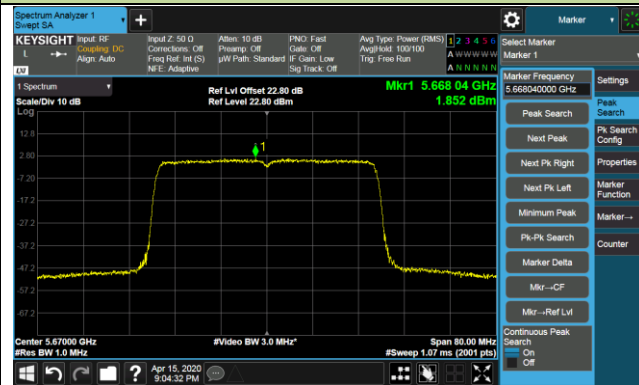 Spectrum Analyzer 1
Swept SA
+
Marker
KEYSIGHT
L
LXI
Input: RF
Coupling: DC
Align: Auto
Input Z: 50 Ω
Corrections: Off
Freq Ref: Int (S)
NFE: Adaptive
Atten: 10 dB
Preamp: Off
µW Path: Standard
PNO: Fast
Gate: Off
IF Gain: Low
Sig Track: Off
Avg Type: Power (RMS)
Avg|Hold: 100/100
Trig: Free Run
1 2 3 4 5 6
A W W W W W
A N N N N N
Select Marker
Marker 1
1 Spectrum
Scale/Div 10 dB
Ref Lvl Offset 22.80 dB
Ref Level 22.80 dBm
Mkr1 5.668 04 GHz
1.852 dBm
Log
12.8
2.80
-7.20
-17.2
-27.2
-37.2
-47.2
-57.2
-67.2
1
Center 5.67000 GHz
#Res BW 1.0 MHz
#Video BW 3.0 MHz*
Span 80.00 MHz
#Sweep 1.07 ms (2001 pts)
Marker Frequency
5.668040000 GHz
Peak Search
Next Peak
Next Pk Right
Next Pk Left
Minimum Peak
Pk-Pk Search
Marker Delta
Mkr→CF
Mkr→Ref Lvl
Continuous Peak
Search
On
Off
Settings
Peak
Search
Pk Search
Config
Properties
Marker
Function
Marker→
Counter
?
Apr 15, 2020
9:04:32 PM